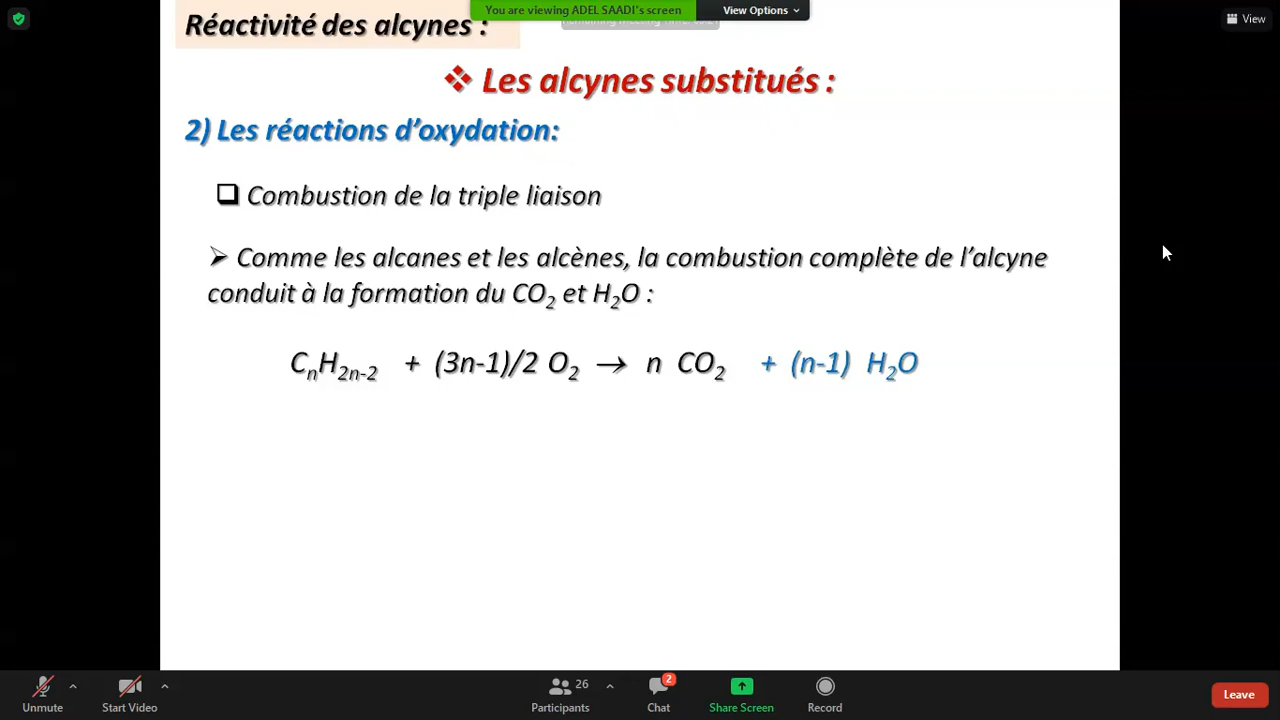 You are viewing ADEL SAADI's screen
View Options
View
Réactivité des alcynes :
❖ Les alcynes substitués :
2) Les réactions d’oxydation:
❑ Combustion de la triple liaison
➢ Comme les alcanes et les alcènes, la combustion complète de l’alcyne
conduit à la formation du CO₂ et H₂O :
CₙH₂ₙ₋₂ + (3n-1)/2 O₂ → n CO₂ + (n-1) H₂O
26
2
Unmute
Start Video
Participants
Chat
Share Screen
Record
Leave